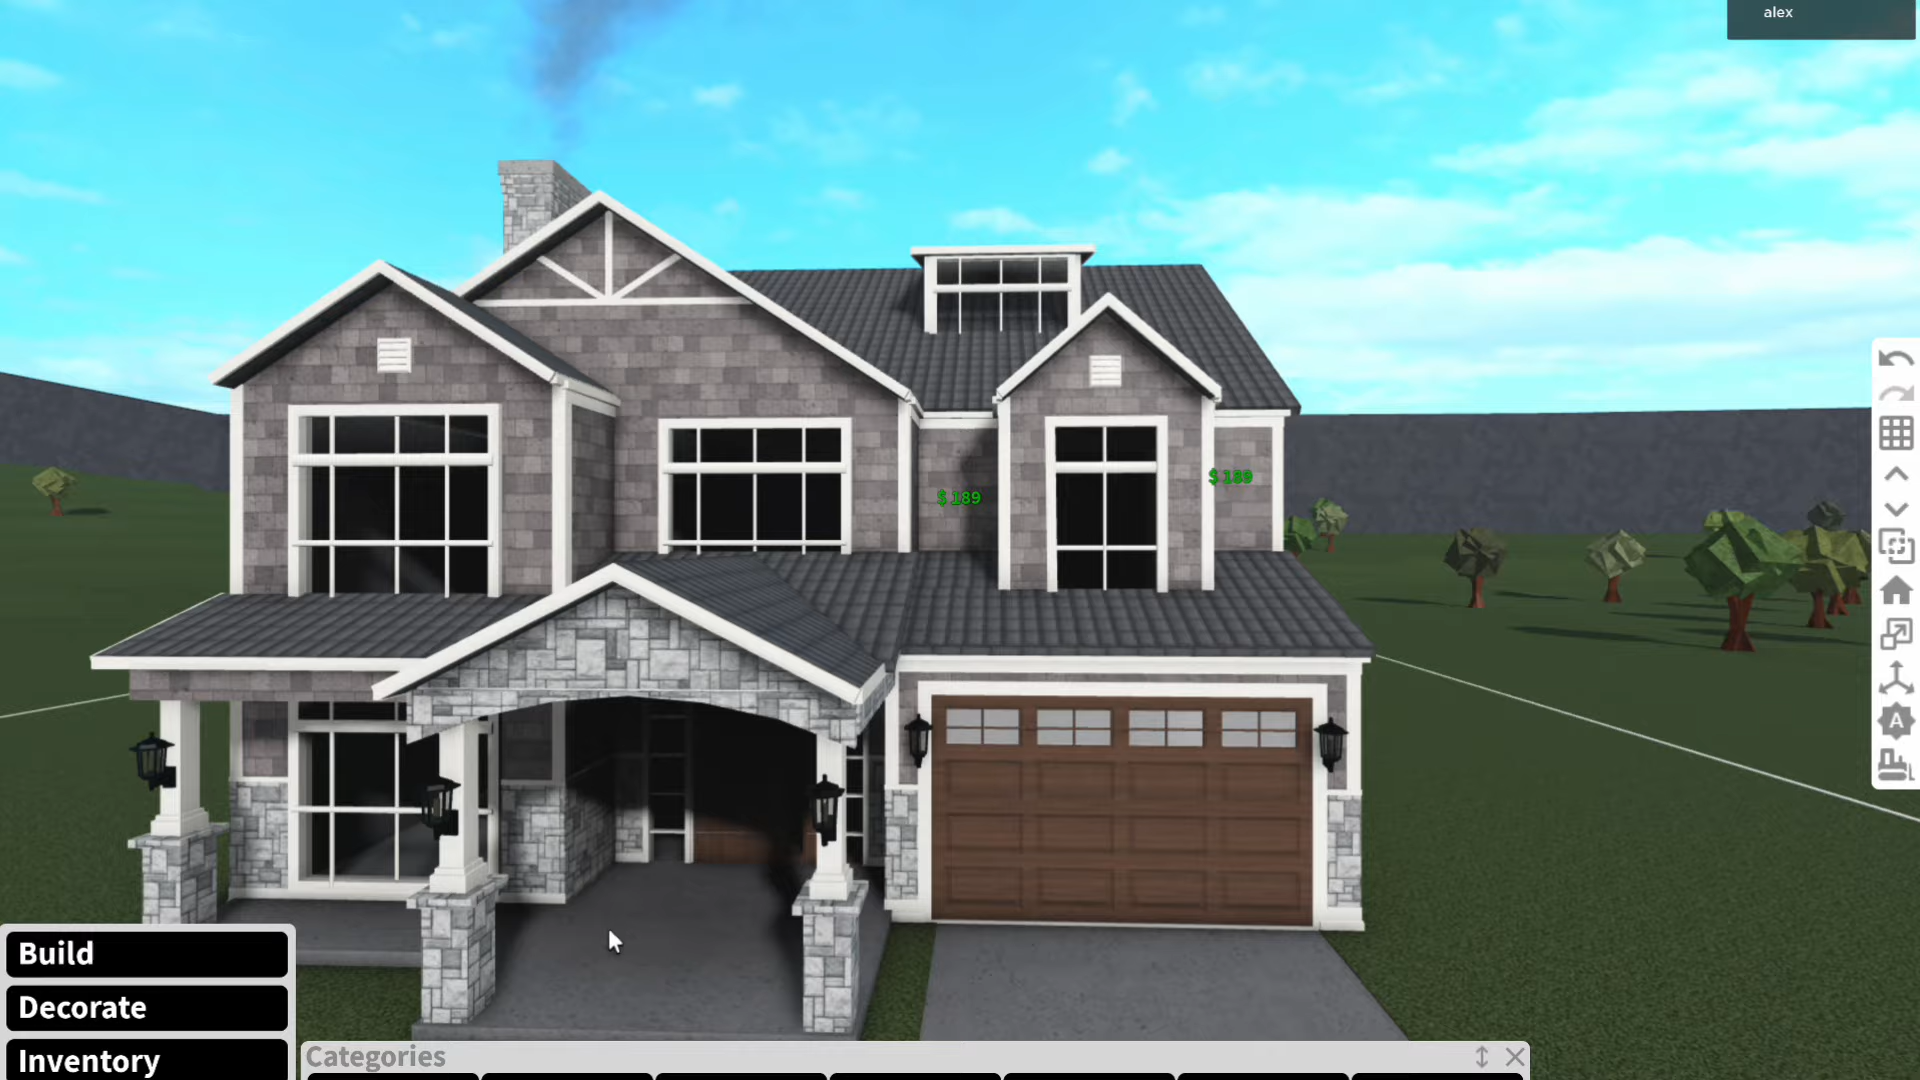 alex
$ 189
$ 189
Build
Decorate
Inventory
Categories
A